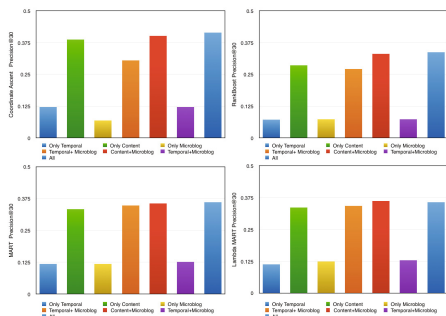 0.5
0.375
0.25
0.125
0
Coordinate Ascent Precision@30
Only Temporal Only Content Only Microblog
Temporal+ Microblog Content+Microblog Temporal+Microblog
All
0.5
0.375
0.25
0.125
0
RankBoost Precision@30
Only Temporal Only Content Only Microblog
Temporal+ Microblog Content+Microblog Temporal+Microblog
All
0.5
0.375
0.25
0.125
0
MART Precision@30
Only Temporal Only Content Only Microblog
Temporal+ Microblog Content+Microblog Temporal+Microblog
All
0.5
0.375
0.25
0.125
0
Lambda MART Precision@30
Only Temporal Only Content Only Microblog
Temporal+ Microblog Content+Microblog Temporal+Microblog
All